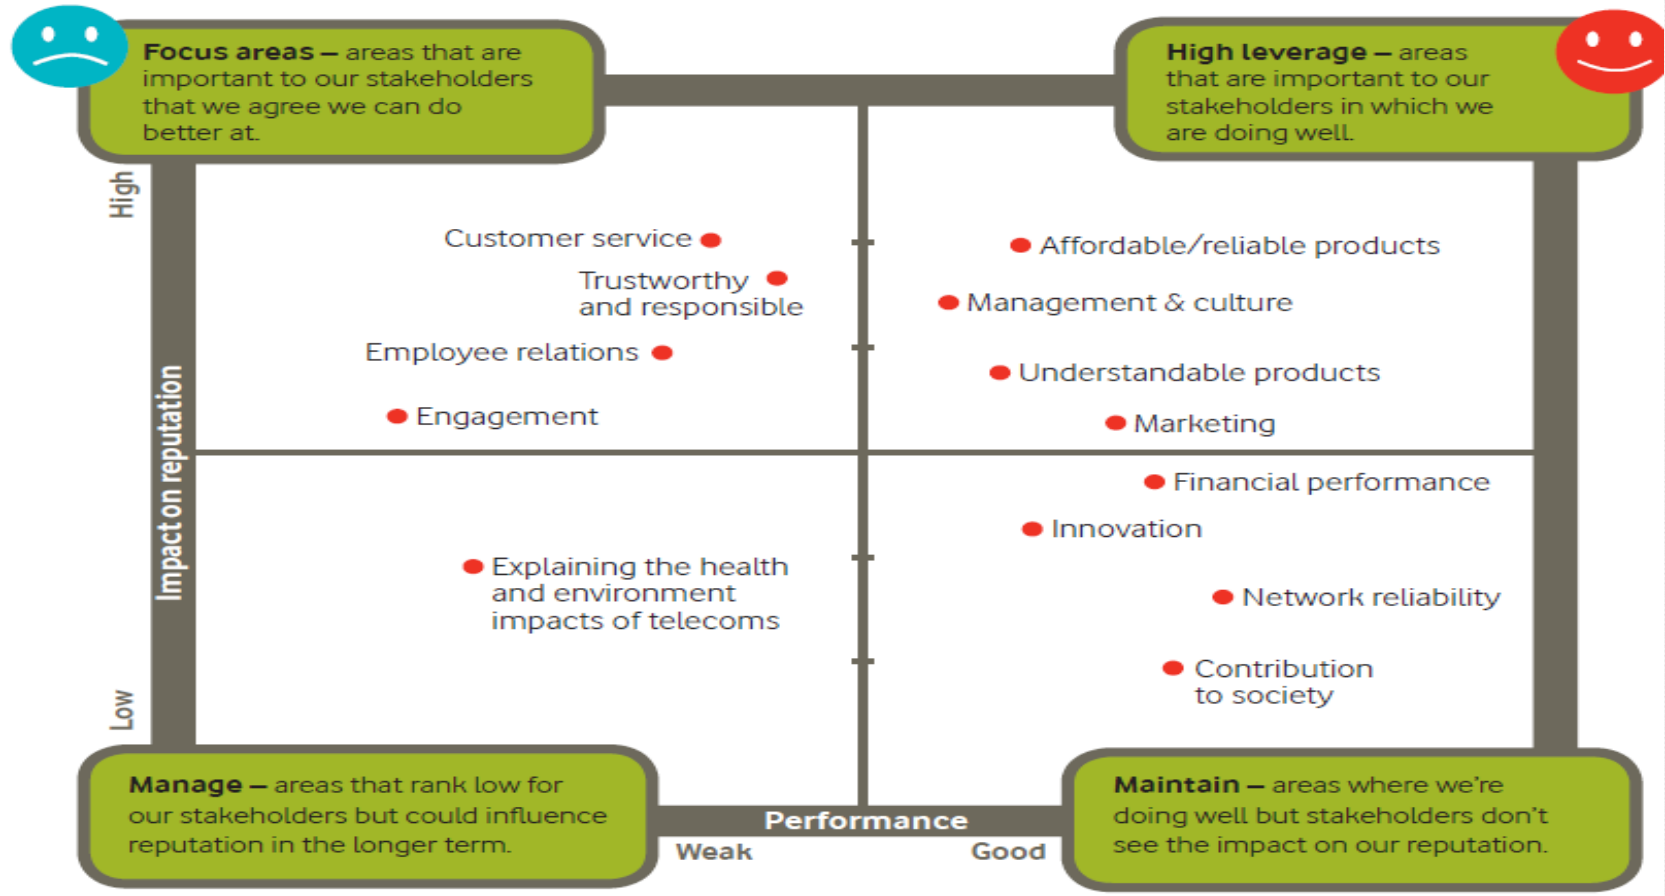 Focus areas – areas that are
important to our stakeholders
that we agree we can do
better at.
High leverage – areas
that are important to our
stakeholders in which we
are doing well.
High
Customer service
Trustworthy
and responsible
Employee relations
Engagement
Affordable/reliable products
Management & culture
Understandable products
Marketing
Impact on reputation
Explaining the health
and environment
impacts of telecoms
Financial performance
Innovation
Network reliability
Contribution
to society
Low
Manage – areas that rank low for
our stakeholders but could influence
reputation in the longer term.
Performance
Weak
Good
Maintain – areas where we're
doing well but stakeholders don't
see the impact on our reputation.